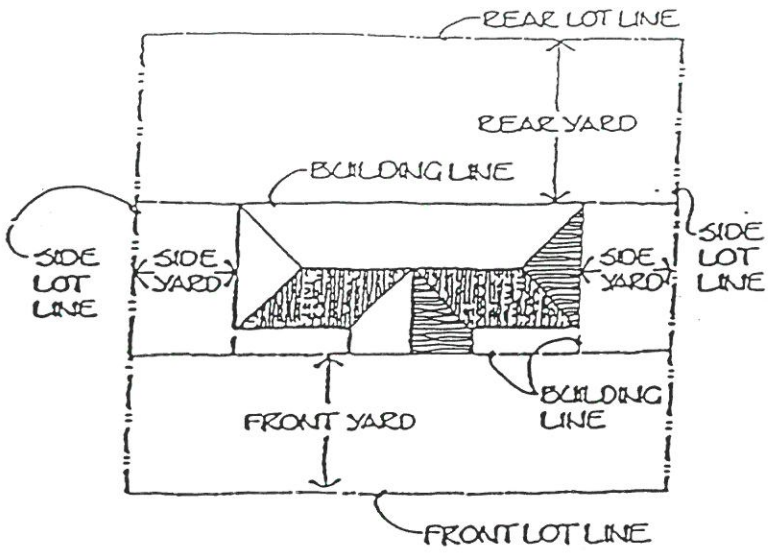 REAR LOT LINE
REAR YARD
BUILDING LINE
SIDE
LOT
LINE
SIDE
YARD
SIDE
YARD
SIDE
LOT
LINE
BUILDING
LINE
FRONT YARD
FRONT LOT LINE